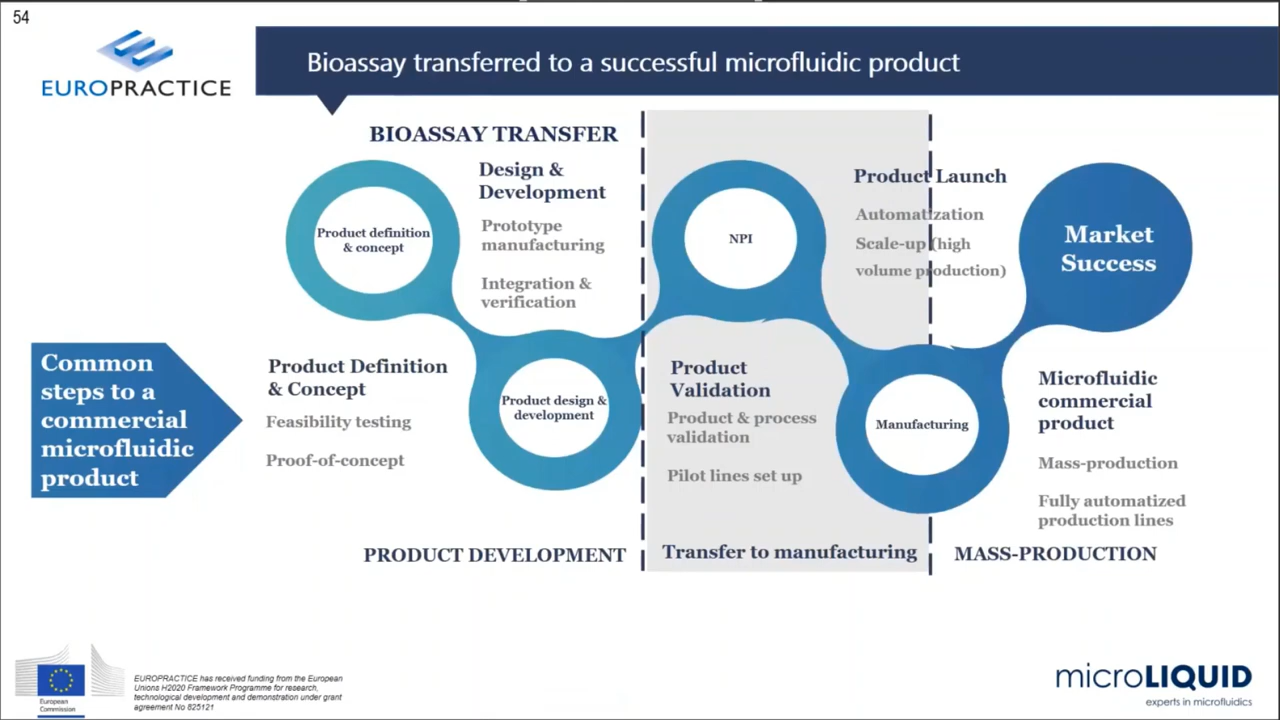 54
EUROPRACTICE
Bioassay transferred to a successful microfluidic product
BIOASSAY TRANSFER
Product definition
& concept
Design &
Development
Prototype
manufacturing
Integration &
verification
NPI
Product Launch
Automatization
Scale-up (high
volume production)
Market
Success
Common
steps to a
commercial
microfluidic
product
Product Definition
& Concept
Feasibility testing
Proof-of-concept
Product design &
development
Product
Validation
Product & process
validation
Pilot lines set up
Manufacturing
Microfluidic
commercial
product
Mass-production
Fully automatized
production lines
PRODUCT DEVELOPMENT
Transfer to manufacturing
MASS-PRODUCTION
European
Commission
EUROPRACTICE has received funding from the European
Unions H2020 Framework Programme for research,
technological development and demonstration under grant
agreement No 825121
microLIQUID
experts in microfluidics